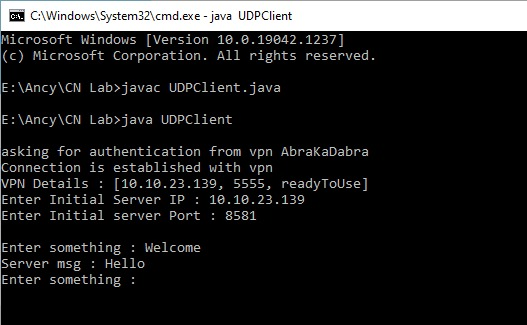 C:\Windows\System32\cmd.exe - java UDPClient
Microsoft Windows [Version 10.0.19042.1237]
(c) Microsoft Corporation. All rights reserved.
E:\Ancy\CN Lab>javac UDPClient.java
E:\Ancy\CN Lab>java UDPClient
asking for authentication from vpn AbraKaDabra
Connection is established with vpn
VPN Details : [10.10.23.139, 5555, readyToUse]
Enter Initial Server IP : 10.10.23.139
Enter Initial server Port : 8581
Enter something : Welcome
Server msg : Hello
Enter something :